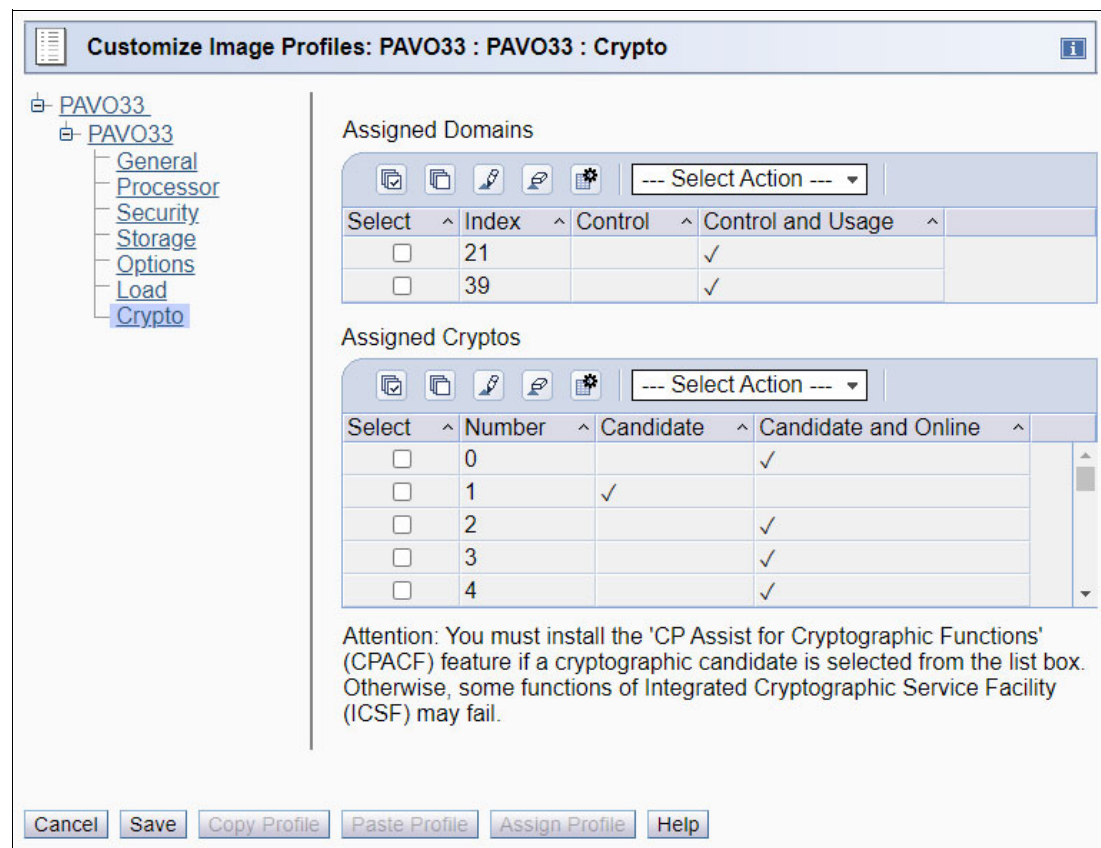 Customize Image Profiles: PAVO33 : PAVO33 : Crypto
i
PAVO33
PAVO33
General
Processor
Security
Storage
Options
Load
Crypto
Assigned Domains
--- Select Action ---
Select Index Control Control and Usage
21 ✓
39 ✓
Assigned Cryptos
--- Select Action ---
Select Number Candidate Candidate and Online
0 ✓
1 ✓
2 ✓
3 ✓
4 ✓
Attention: You must install the 'CP Assist for Cryptographic Functions'
(CPACF) feature if a cryptographic candidate is selected from the list box.
Otherwise, some functions of Integrated Cryptographic Service Facility
(ICSF) may fail.
Cancel Save Copy Profile Paste Profile Assign Profile Help